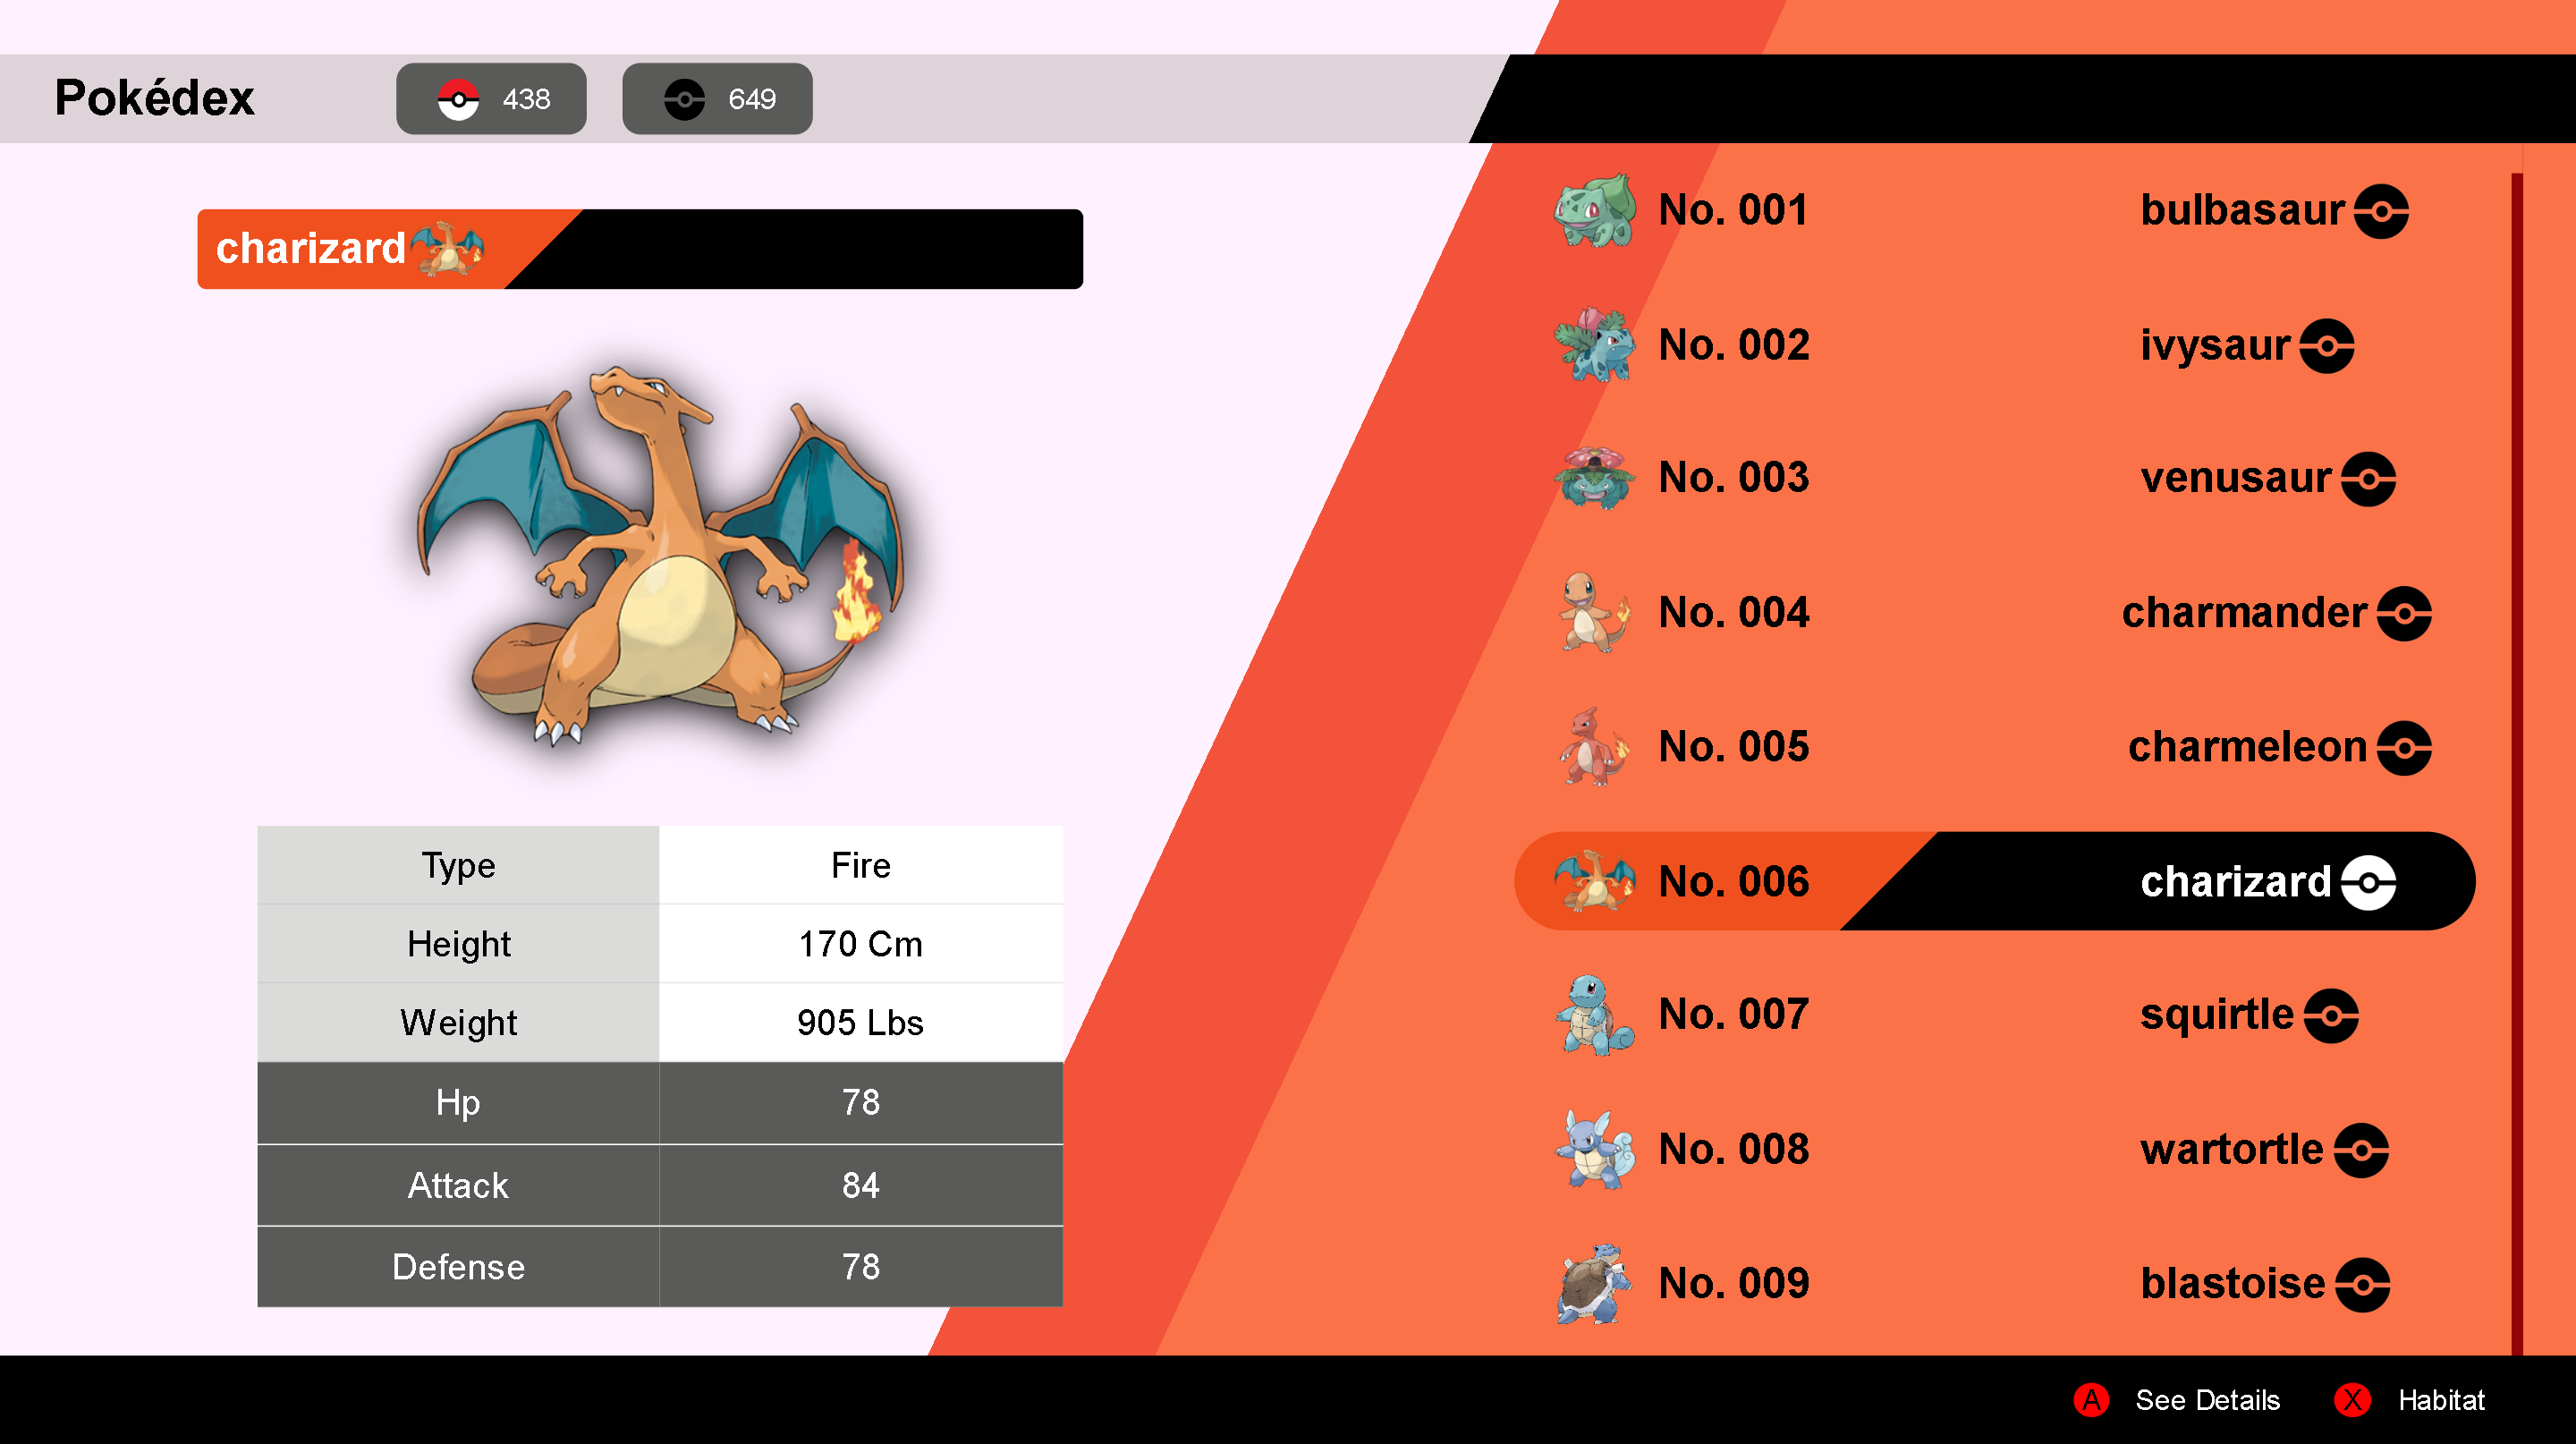 Pokédex 438 649
charizard
Type Fire
Height 170 Cm
Weight 905 Lbs
Hp 78
Attack 84
Defense 78
No. 001 bulbasaur
No. 002 ivysaur
No. 003 venusaur
No. 004 charmander
No. 005 charmeleon
No. 006 charizard
No. 007 squirtle
No. 008 wartortle
No. 009 blastoise
A See Details X Habitat